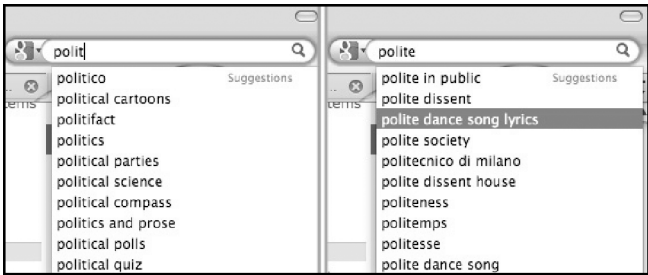 polit
politico Suggestions
political cartoons
politifact
politics
political parties
political science
political compass
politics and prose
political polls
political quiz
polite
polite in public Suggestions
polite dissent
polite dance song lyrics
polite society
politecnico di milano
polite dissent house
politeness
politemps
politesse
polite dance song